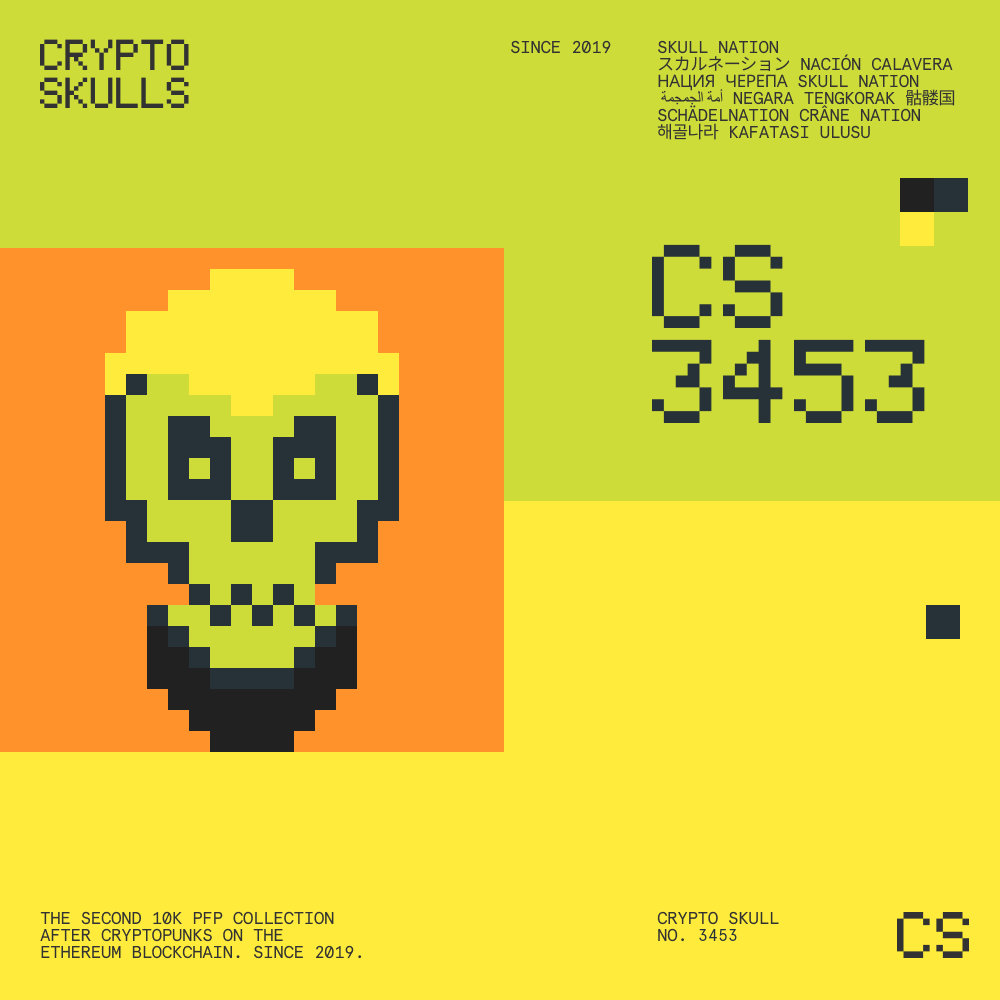 CRYPTO
SKULLS
SINCE 2019
SKULL NATION
スカルネーション NACIÓN CALAVERA
НАЦИЯ ЧЕРЕПА SKULL NATION
أمة الجمجمة NEGARA TENGKORAK 骷髅国
SCHÄDELNATION CRÂNE NATION
해골나라 KAFATASI ULUSU
CS
3453
THE SECOND 10K PFP COLLECTION
AFTER CRYPTOPUNKS ON THE
ETHEREUM BLOCKCHAIN. SINCE 2019.
CRYPTO SKULL
NO. 3453
CS